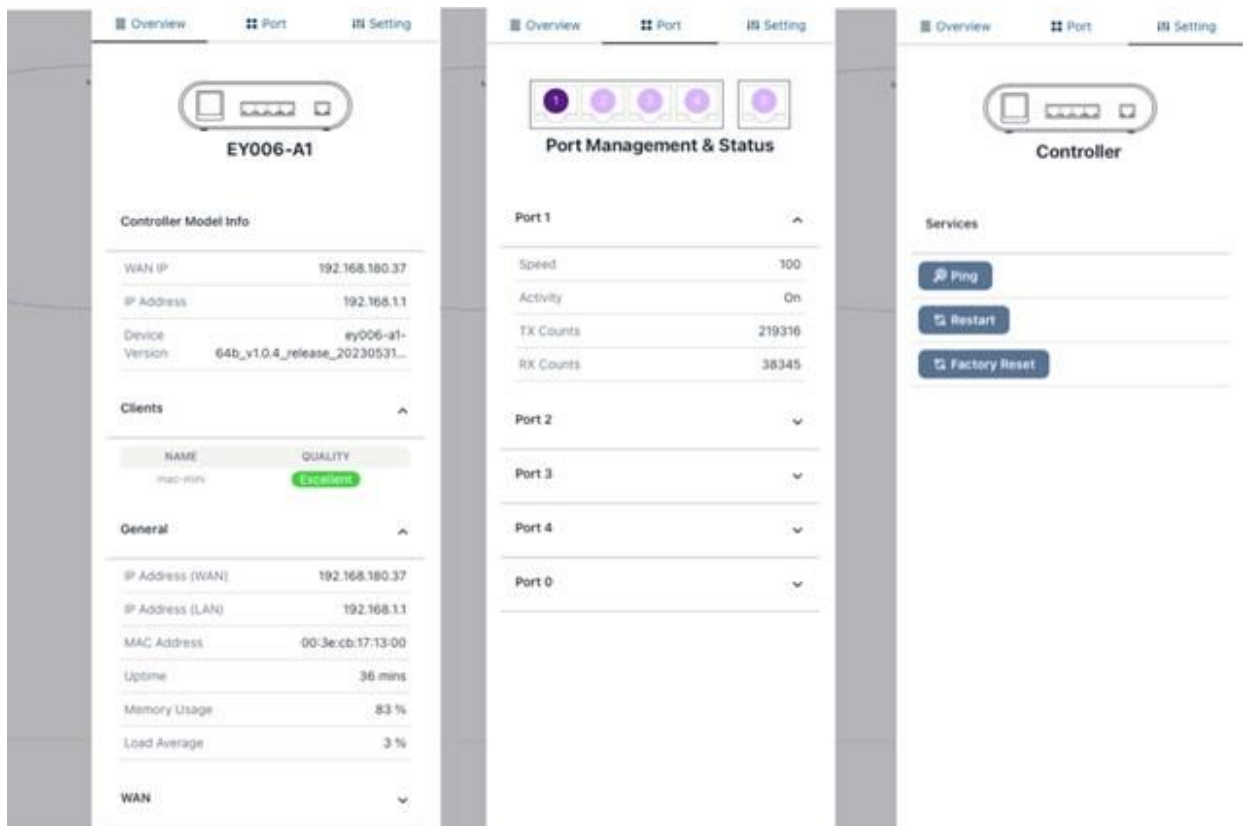 Overview Port Setting
EY006-A1
Controller Model Info
WAN IP 192.168.180.37
IP Address 192.168.1.1
Device ey006-a1-
Version 64b_v1.0.4_release_20230531...
Clients
NAME QUALITY
mac-mini Excellent
General
IP Address (WAN) 192.168.180.37
IP Address (LAN) 192.168.1.1
MAC Address 00:3e:cb:17:13:00
Uptime 36 mins
Memory Usage 83 %
Load Average 3 %
WAN
Overview Port Setting
1 2 3 4
Port Management & Status
Port 1
Speed 100
Activity On
TX Counts 219316
RX Counts 38345
Port 2
Port 3
Port 4
Port 0
Overview Port Setting
Controller
Services
Ping
Restart
Factory Reset